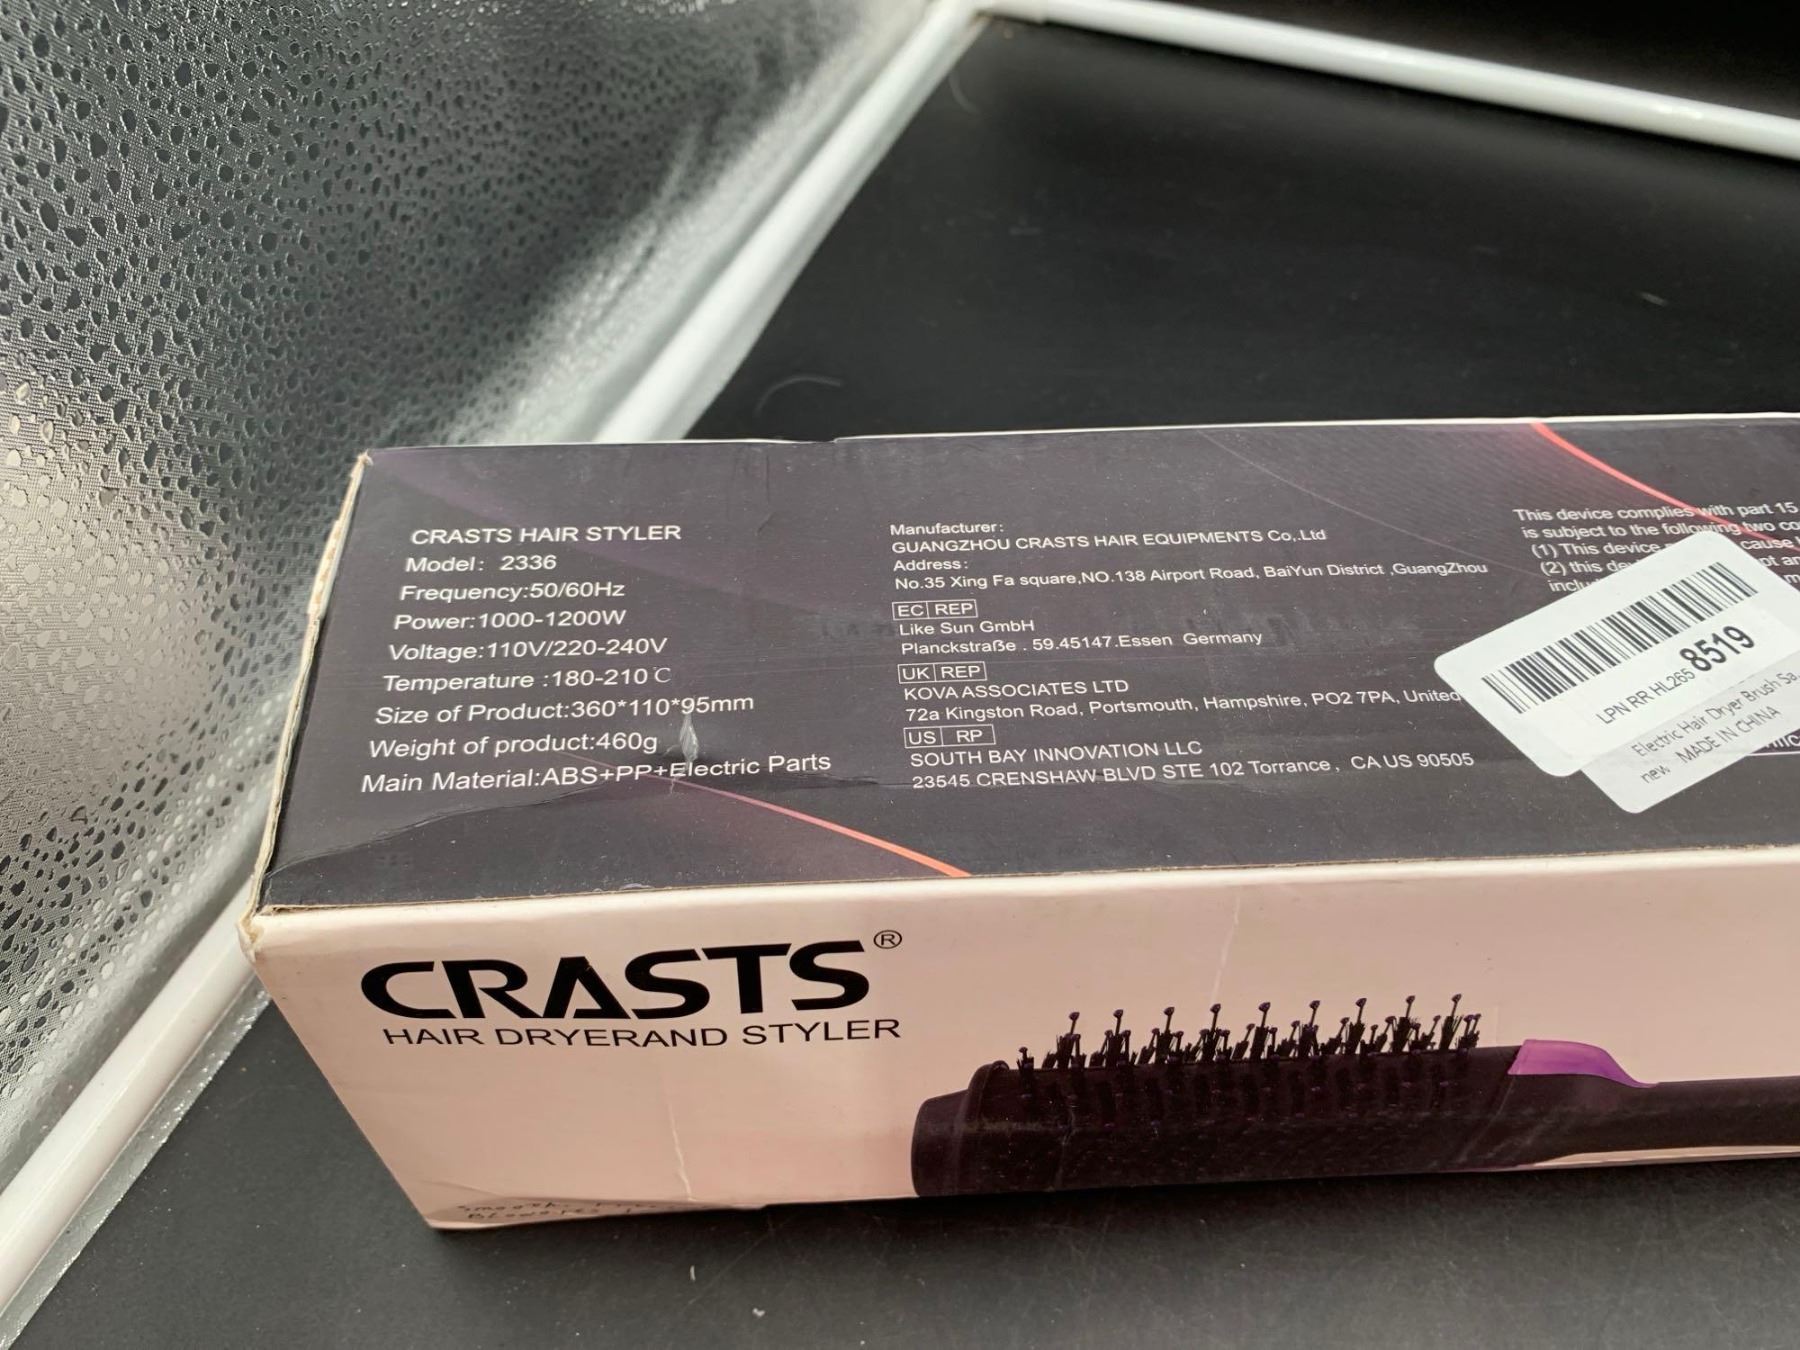 CRASTS HAIR STYLER
Model: 2336
Frequency:50/60Hz
Power:1000-1200W
Voltage:110V/220-240V
Temperature :180-210℃
Size of Product:360*110*95mm
Weight of product:460g
Main Material:ABS+PP+Electric Parts
Manufacturer:
GUANGZHOU CRASTS HAIR EQUIPMENTS Co,.Ltd
Address:
No.35 Xing Fa square,NO.138 Airport Road, BaiYun District ,GuangZhou
EC REP
Like Sun GmbH
Planckstraße . 59.45147.Essen Germany
UK REP
KOVA ASSOCIATES LTD
72a Kingston Road, Portsmouth, Hampshire, PO2 7PA, United
US RP
SOUTH BAY INNOVATION LLC
23545 CRENSHAW BLVD STE 102 Torrance, CA US 90505
This device complies with part 15
is subject to the following two co
(1) This device cause
(2) this
LPN RR HL265 8519
Electric Hair Dryer Brush Sa..
new MADE IN CHINA
CRASTS®
HAIR DRYERAND STYLER